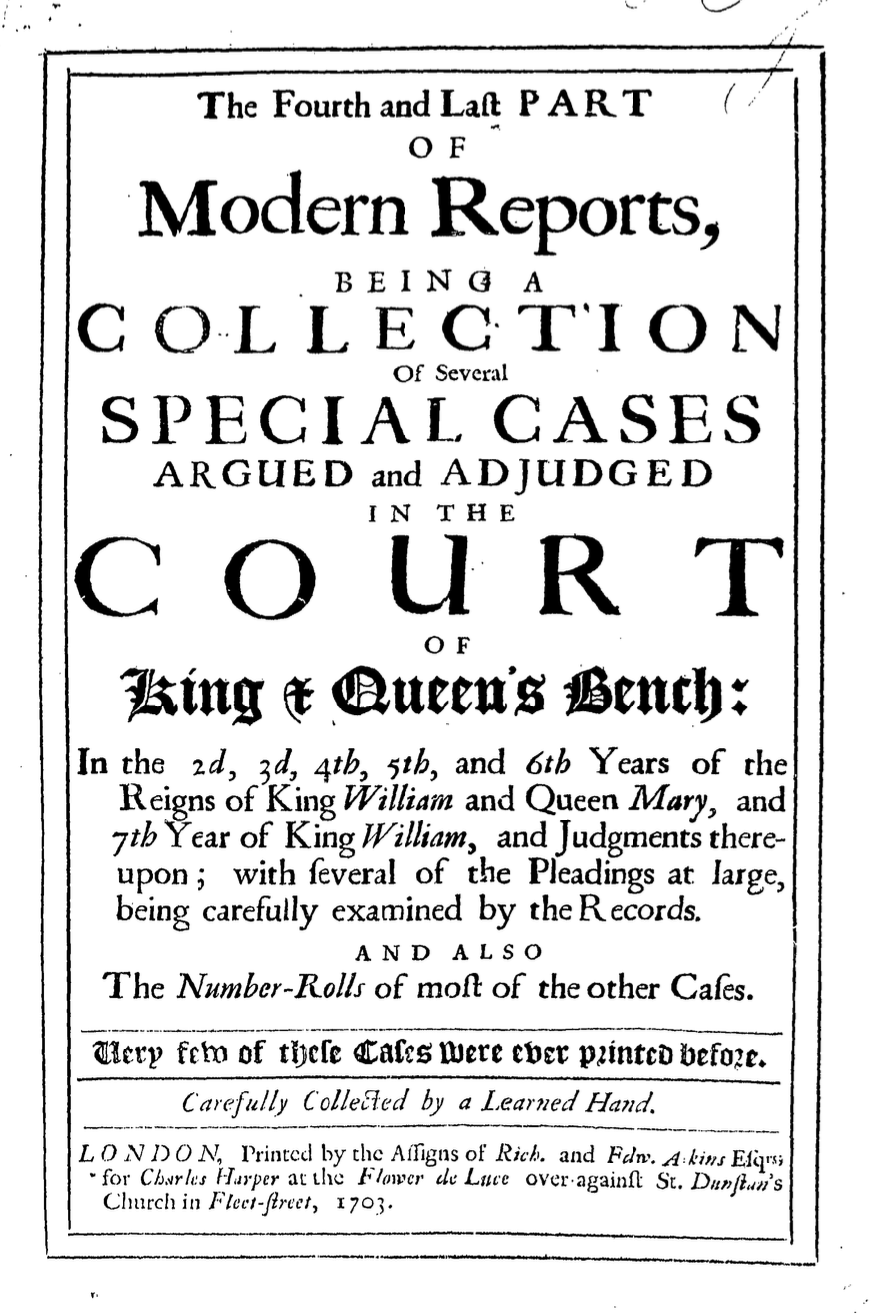 The Fourth and Laſt PART
OF
Modern Reports,
BEING A
COLLECTION
Of Several
SPECIAL CASES
ARGUED and ADJUDGED
IN THE
COURT
OF
King & Queen's Bench:
In the 2d, 3d, 4th, 5th, and 6th Years of the
Reigns of King William and Queen Mary, and
7th Year of King William, and Judgments there-
upon; with ſeveral of the Pleadings at large,
being carefully examined by the Records.
AND ALSO
The Number-Rolls of moſt of the other Caſes.
Very few of theſe Caſes were ever printed before.
Carefully Collected by a Learned Hand.
LONDON, Printed by the Aſſigns of Rich. and Edw. Atkins Eſqrs;
for Charles Harper at the Flower de Luce over-againſt St. Dunſtan's
Church in Fleet-ſtreet, 1703.